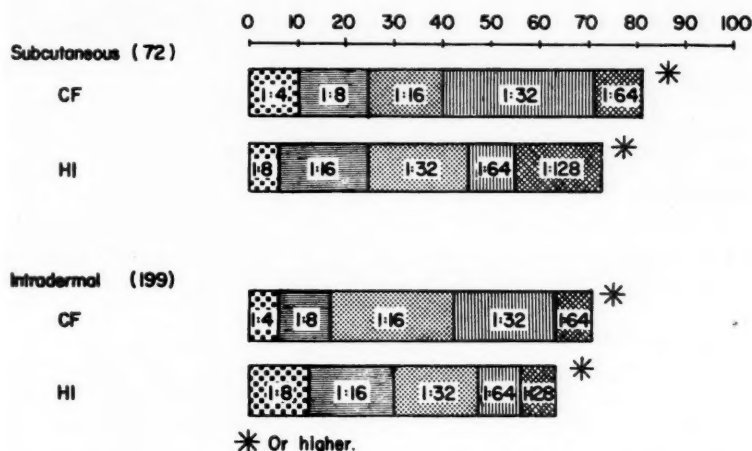 0 10 20 30 40 50 60 70 80 90 100
Subcutaneous (72)
CF 1:4 1:8 1:16 1:32 1:64 *
HI 1:8 1:16 1:32 1:64 1:128 *
Intradermal (199)
CF 1:4 1:8 1:16 1:32 1:64 *
HI 1:8 1:16 1:32 1:64 1:128 *
* Or higher.